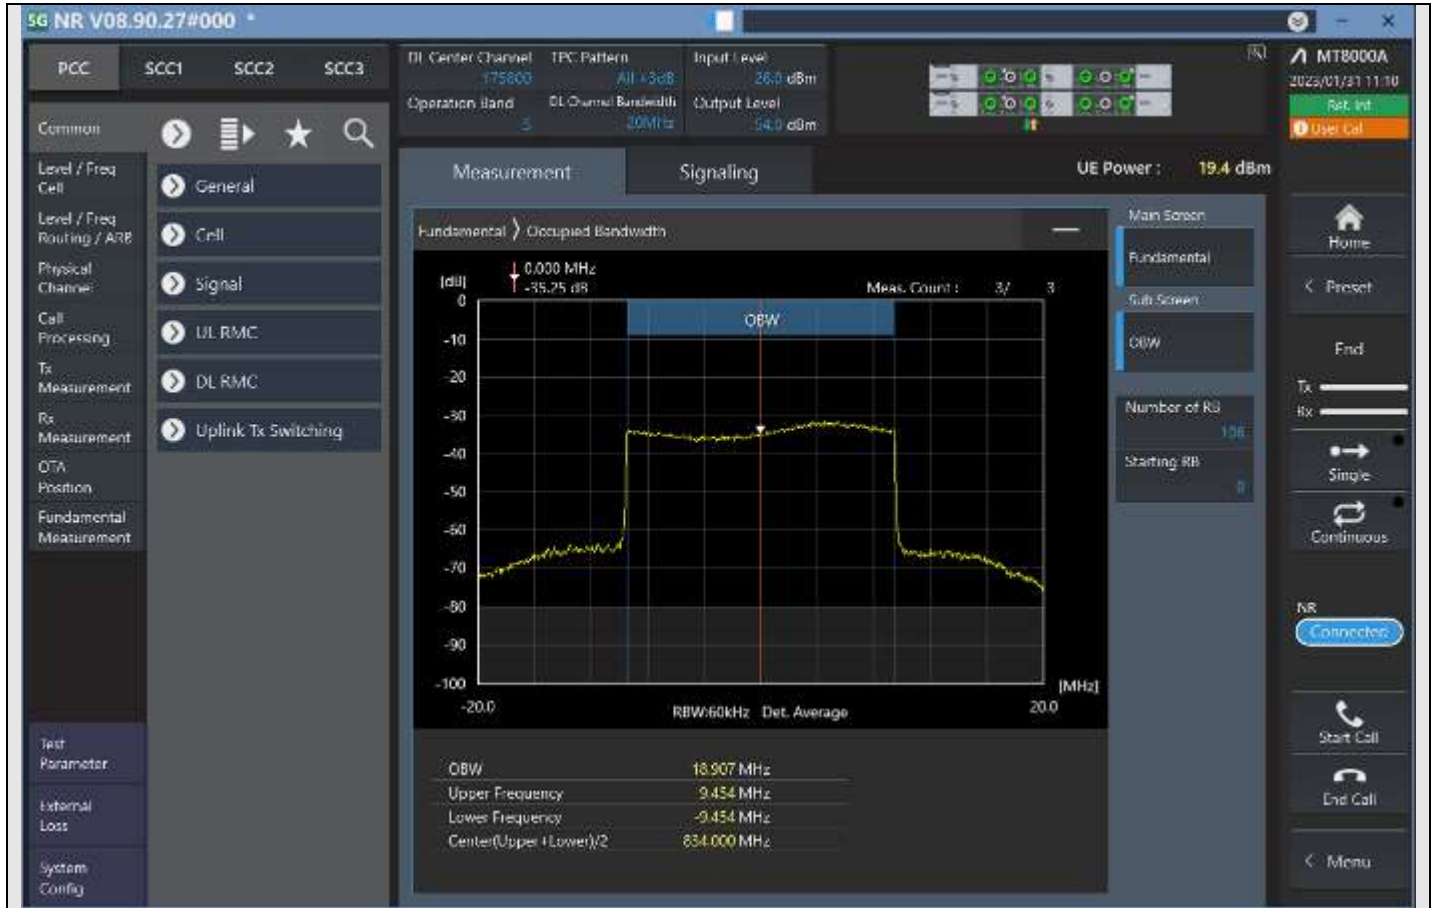 SG NR V08.90.27#000 *
PCC SCC1 SCC2 SCC3
DL Center Channel TPC Pattern Input Level
175800 All +3dB 26.0 dBm
Operation Band DL Channel Bandwidth Output Level
5 20MHz 54.0 dBm
MT8000A
2023/01/31 11:10
Ref. Int
User Cal
Common
Level / Freq
Cell
Level / Freq
Routing / ARB
Physical
Channel
Call
Processing
Tx
Measurement
Rx
Measurement
OTA
Position
Fundamental
Measurement
Test
Parameter
External
Loss
System
Config
General
Cell
Signal
UL RMC
DL RMC
Uplink Tx Switching
Measurement Signaling
UE Power : 19.4 dBm
Fundamental > Occupied Bandwidth
0.000 MHz
[dB] -35.25 dB Meas. Count : 3/ 3
0
OBW
-10
-20
-30
-40
-50
-60
-70
-80
-90
-100
[MHz]
-20.0 20.0
RBW:60kHz Det. Average
OBW 18.907 MHz
Upper Frequency 9.454 MHz
Lower Frequency -9.454 MHz
Center(Upper+Lower)/2 834.000 MHz
Main Screen
Fundamental
Sub Screen
OBW
Number of RB
106
Starting RB
0
Home
< Preset
End
Tx
Rx
Single
Continuous
NR
Connected
Start Call
End Call
< Menu